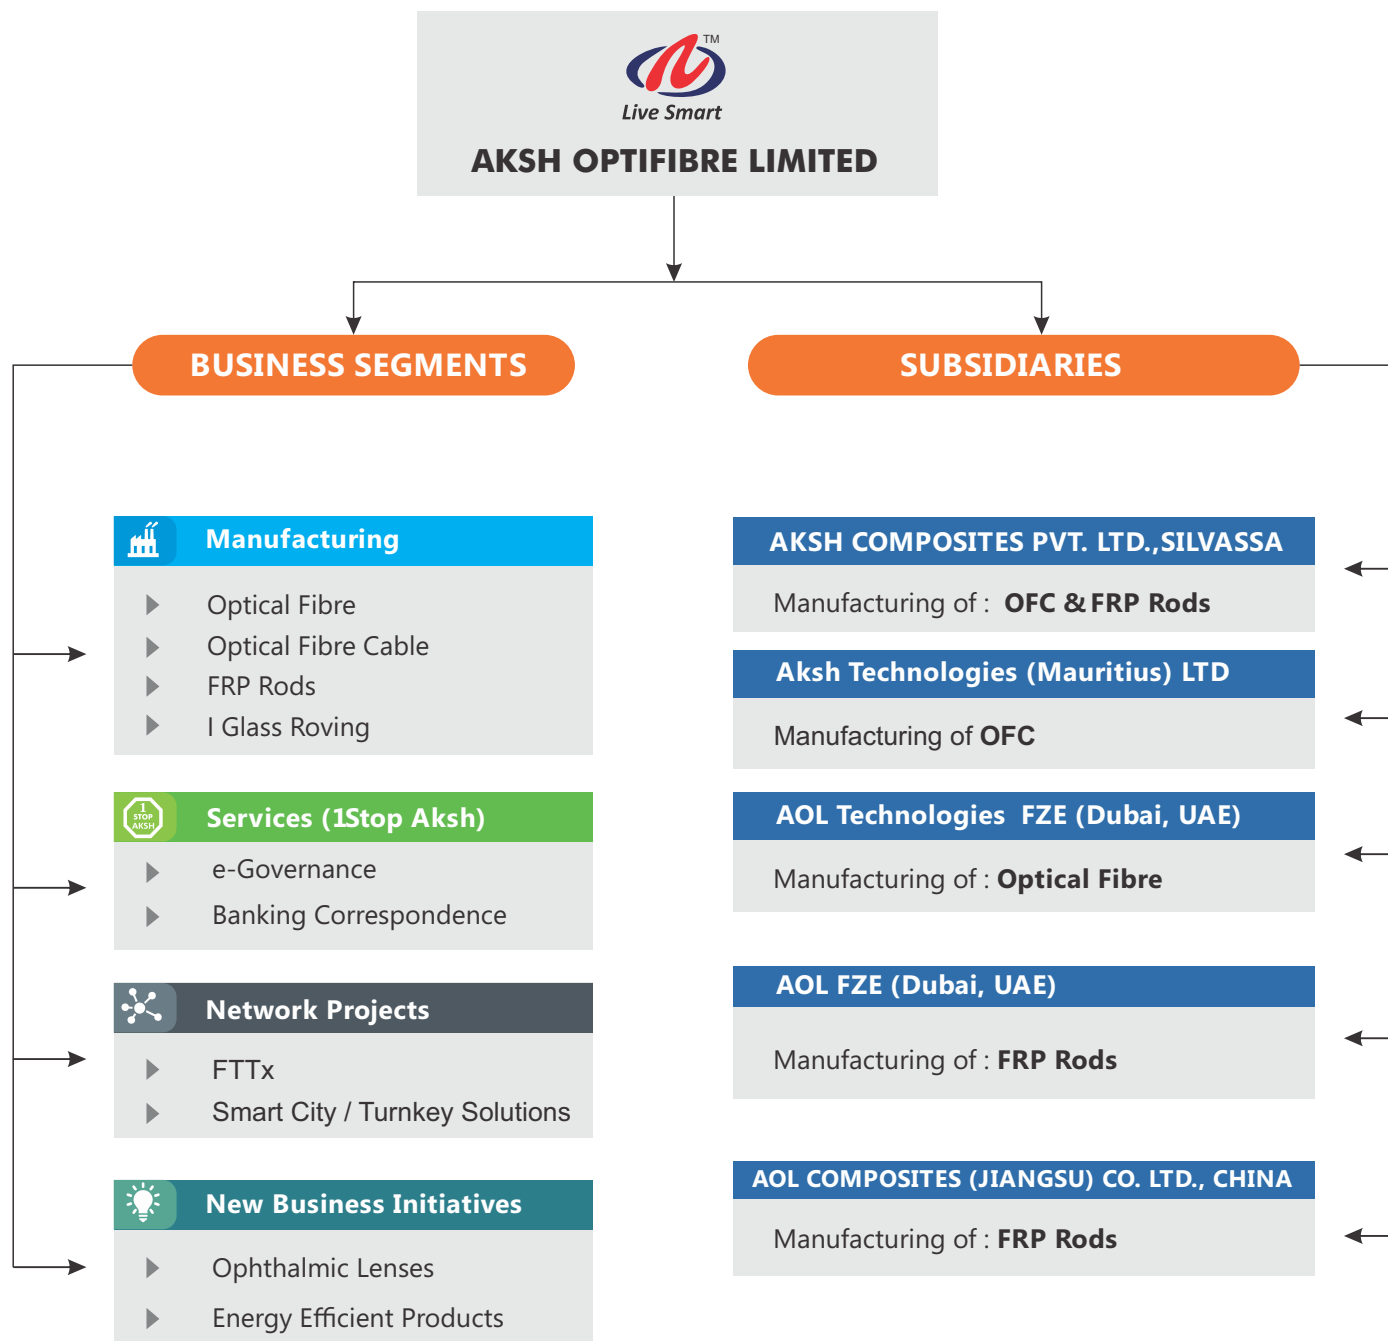 TM
Live Smart
AKSH OPTIFIBRE LIMITED
BUSINESS SEGMENTS
Manufacturing
Optical Fibre
Optical Fibre Cable
FRP Rods
I Glass Roving
1 STOP AKSH
Services (1Stop Aksh)
e-Governance
Banking Correspondence
Network Projects
FTTx
Smart City / Turnkey Solutions
New Business Initiatives
Ophthalmic Lenses
Energy Efficient Products
SUBSIDIARIES
AKSH COMPOSITES PVT. LTD.,SILVASSA
Manufacturing of : OFC & FRP Rods
Aksh Technologies (Mauritius) LTD
Manufacturing of OFC
AOL Technologies FZE (Dubai, UAE)
Manufacturing of : Optical Fibre
AOL FZE (Dubai, UAE)
Manufacturing of : FRP Rods
AOL COMPOSITES (JIANGSU) CO. LTD., CHINA
Manufacturing of : FRP Rods